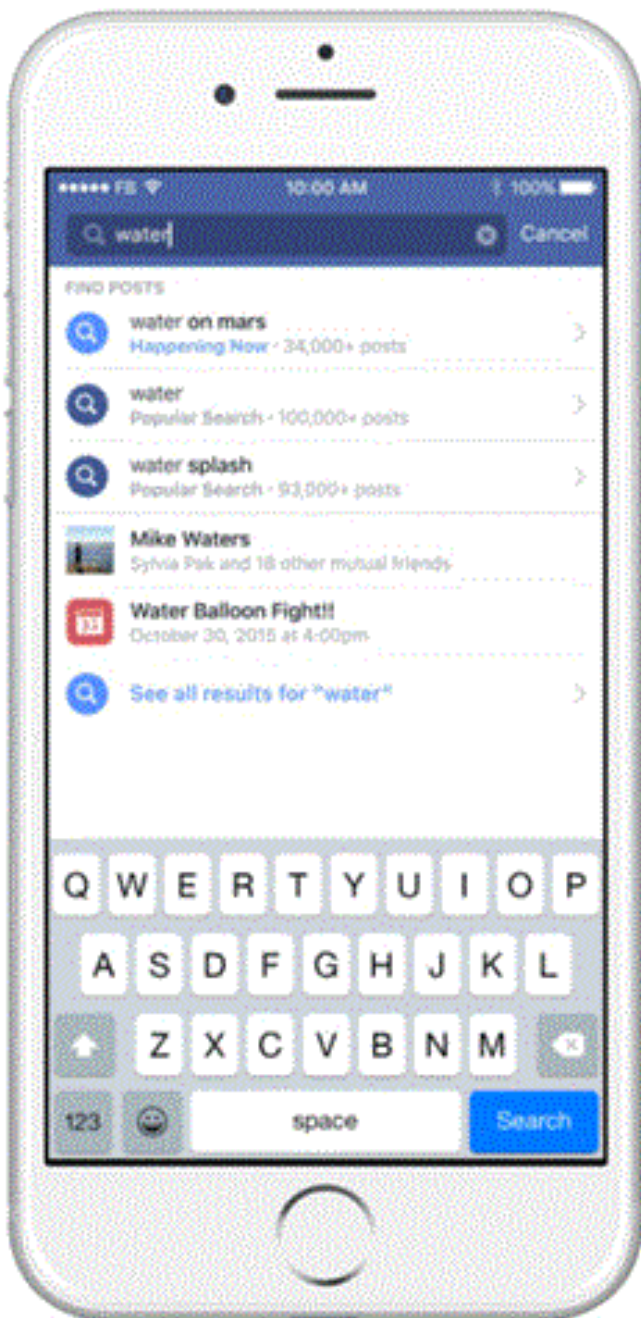 FB 10:00 AM 100%
water Cancel
FIND POSTS
water on mars
Happening Now · 34,000+ posts
water
Popular Search · 100,000+ posts
water splash
Popular Search · 93,000+ posts
Mike Waters
Sylvia Pak and 18 other mutual friends
Water Balloon Fight!!
October 30, 2015 at 4:00pm
See all results for "water"
Q W E R T Y U I O P
A S D F G H J K L
Z X C V B N M
123 space Search